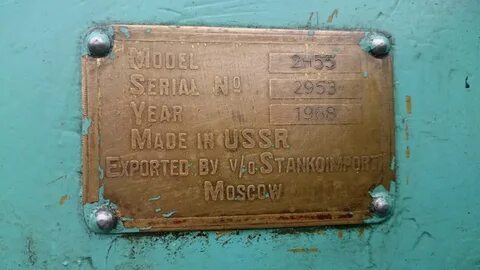 MODEL 2H55
SERIAL NO 2953
YEAR 1968
MADE IN USSR
EXPORTED BY V/O STANKOIMPORT
MOSCOW